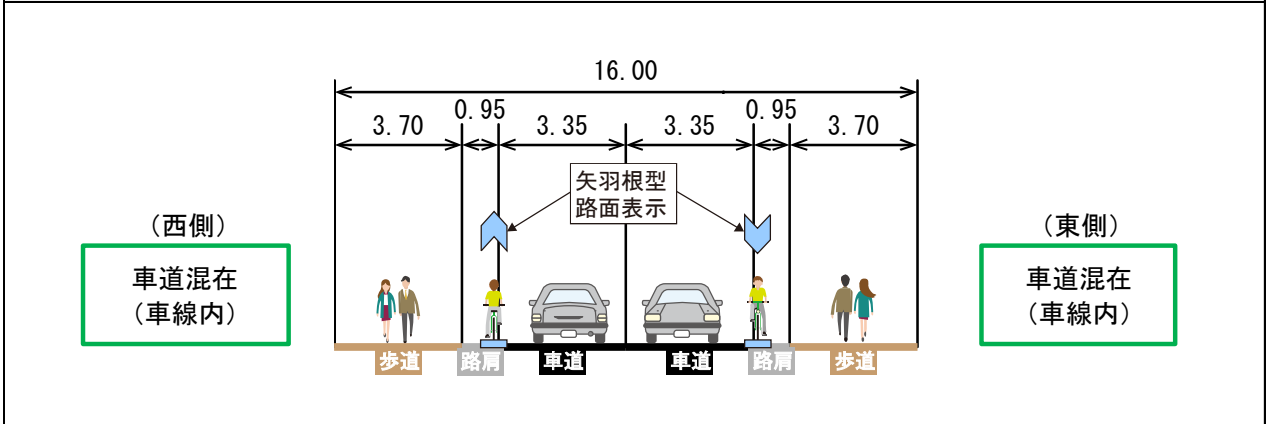 16.00
0.95 0.95
3.70 3.35 3.35 3.70
矢羽根型
路面表示
(西側)
車道混在
(車線内)
(東側)
車道混在
(車線内)
歩道 路肩 車道 車道 路肩 歩道